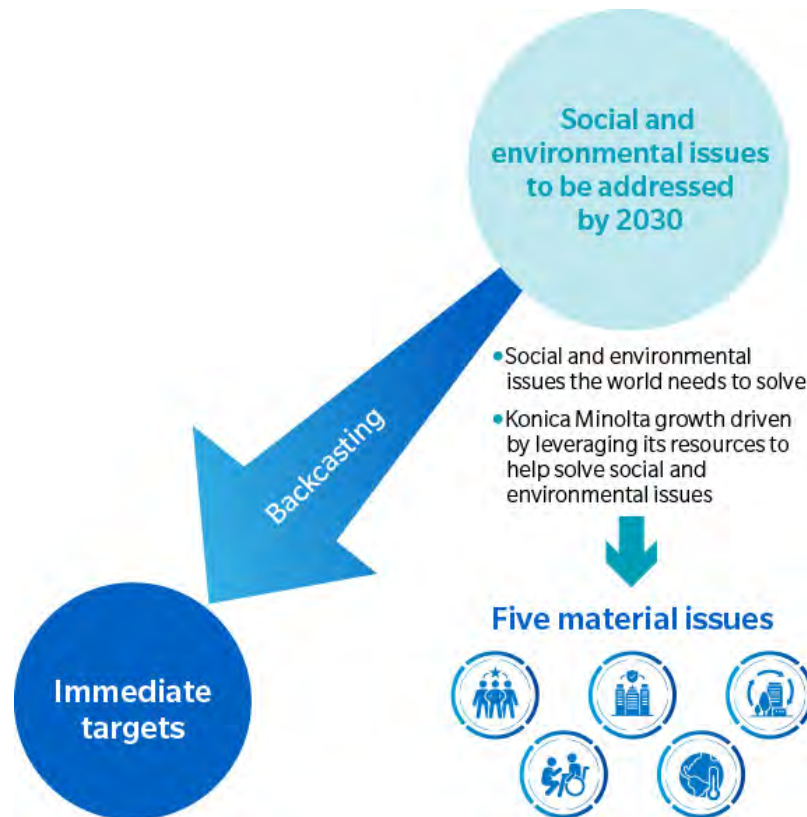 Social and
environmental issues
to be addressed
by 2030
•Social and environmental
issues the world needs to solve
•Konica Minolta growth driven
by leveraging its resources to
help solve social and
environmental issues
Backcasting
Five material issues
Immediate
targets